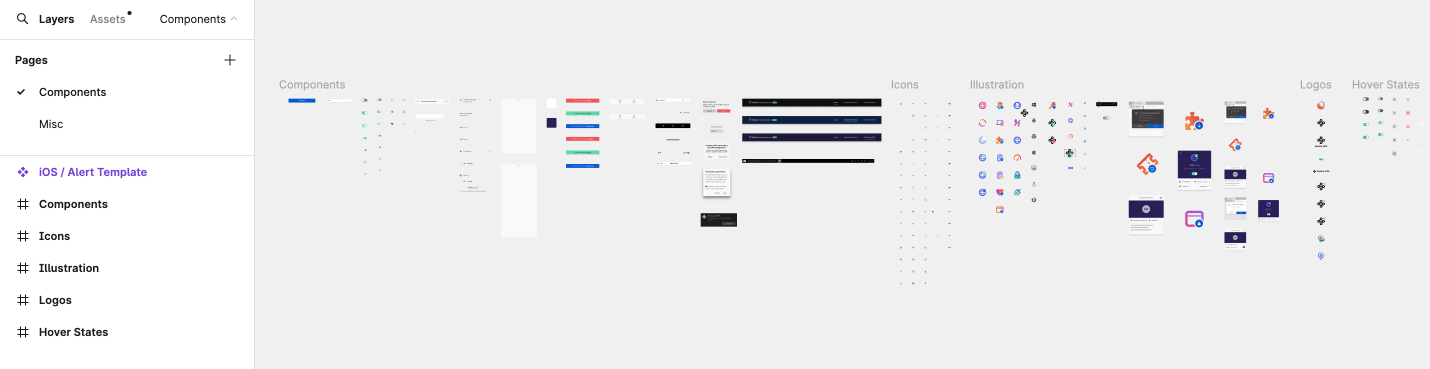 Layers
Assets
Components
Pages
Components
Misc
iOS / Alert Template
Components
Icons
Illustration
Logos
Hover States
Components
Icons
Illustration
Logos
Hover States